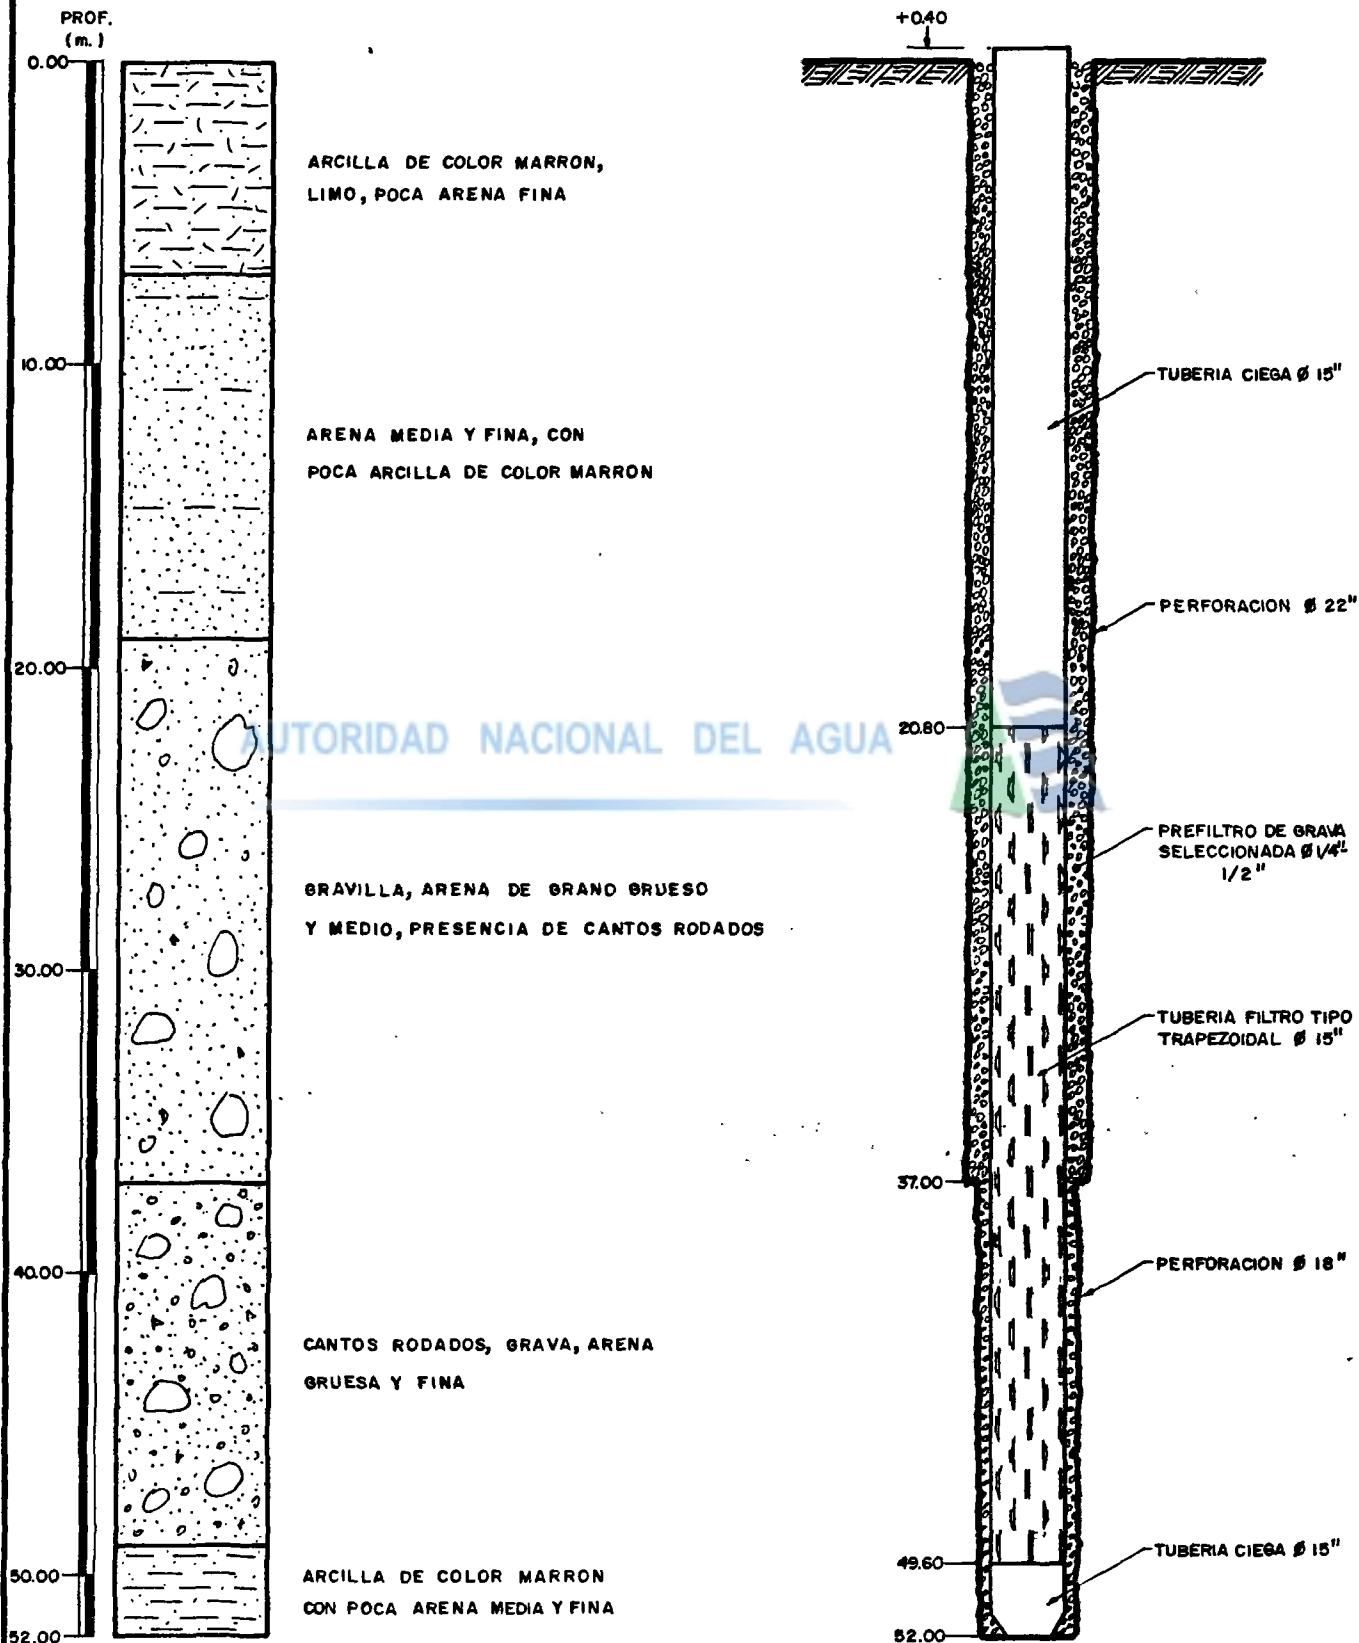 PROF.
(m.)
0.00
10.00
20.00
30.00
40.00
50.00
52.00
ARCILLA DE COLOR MARRON,
LIMO, POCA ARENA FINA
ARENA MEDIA Y FINA, CON
POCA ARCILLA DE COLOR MARRON
AUTORIDAD NACIONAL DEL AGUA
GRAVILLA, ARENA DE GRANO GRUESO
Y MEDIO, PRESENCIA DE CANTOS RODADOS
CANTOS RODADOS, GRAVA, ARENA
GRUESA Y FINA
ARCILLA DE COLOR MARRON
CON POCA ARENA MEDIA Y FINA
+0.40
20.80
37.00
49.60
52.00
TUBERIA CIEGA Ø 15"
PERFORACION Ø 22"
PREFILTRO DE GRAVA
SELECCIONADA Ø 1/4"-
1/2"
TUBERIA FILTRO TIPO
TRAPEZOIDAL Ø 15"
PERFORACION Ø 18"
TUBERIA CIEGA Ø 15"